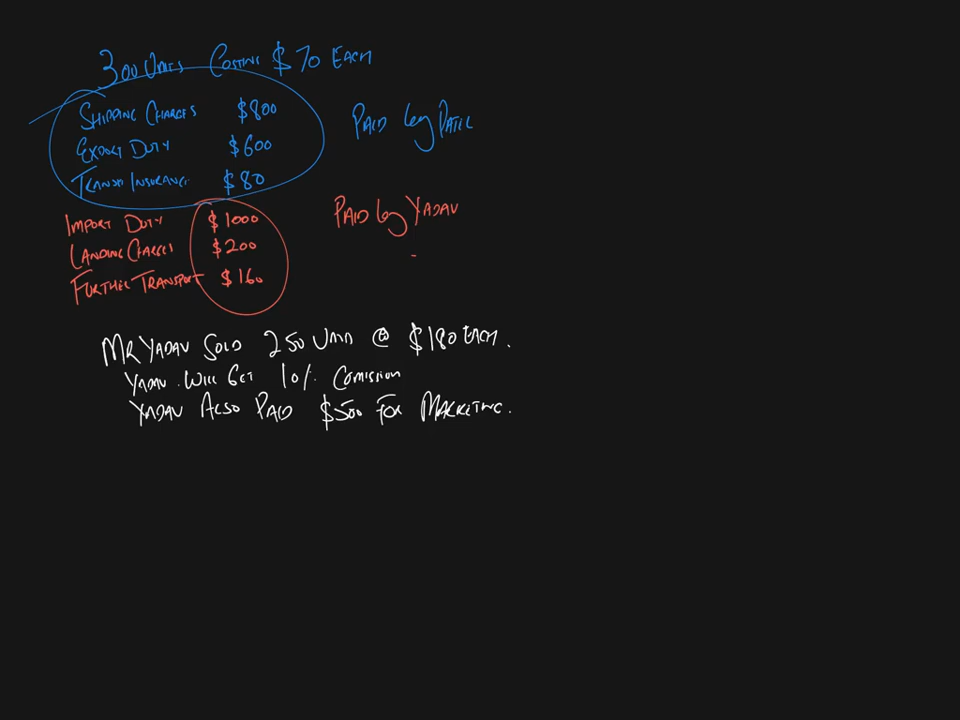 300 Units Costing $70 Each
Shipping Charges $800
Export Duty $600
Transit Insurance $80
Paid by Patil
Import Duty $1000
Landing Charges $200
Further Transport $160
Paid by Yadav
Mr Yadav Sold 250 Units @ $180 Each.
Yadav Will Get 10% Comission
Yadav Also Paid $500 For Marketing.